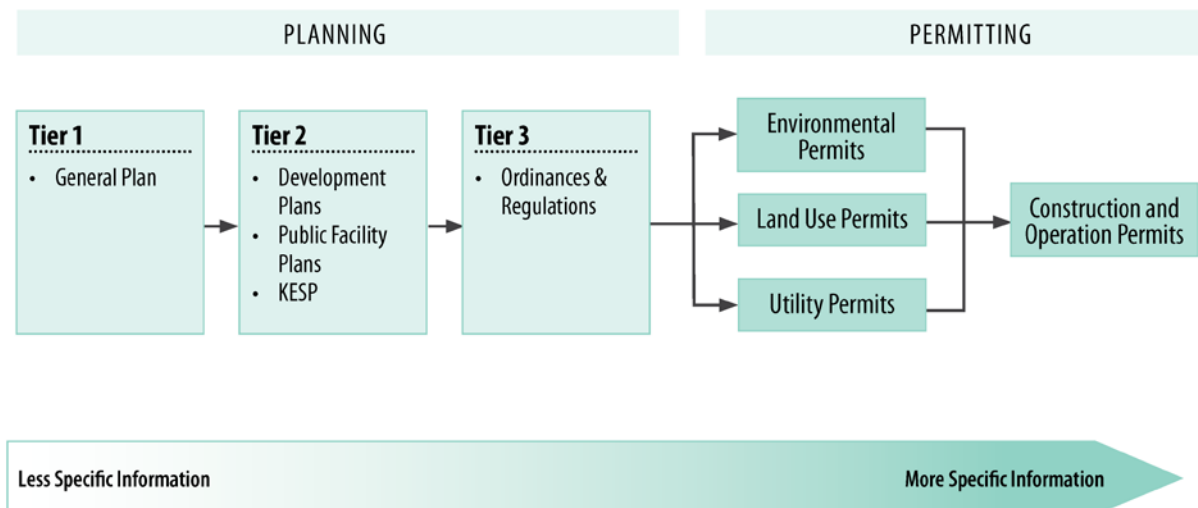 PLANNING
PERMITTING
Tier 1
• General Plan
Tier 2
• Development
Plans
• Public Facility
Plans
• KESP
Tier 3
• Ordinances &
Regulations
Environmental
Permits
Land Use Permits
Utility Permits
Construction and
Operation Permits
Less Specific Information
More Specific Information